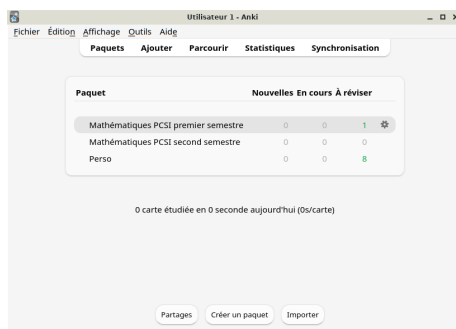 Utilisateur 1 - Anki
Fichier Édition Affichage Outils Aide
Paquets Ajouter Parcourir Statistiques Synchronisation
Paquet Nouvelles En cours À réviser
Mathématiques PCSI premier semestre 0 0 1
Mathématiques PCSI second semestre 0 0 0
Perso 0 0 8
0 carte étudiée en 0 seconde aujourd'hui (0s/carte)
Partages Créer un paquet Importer